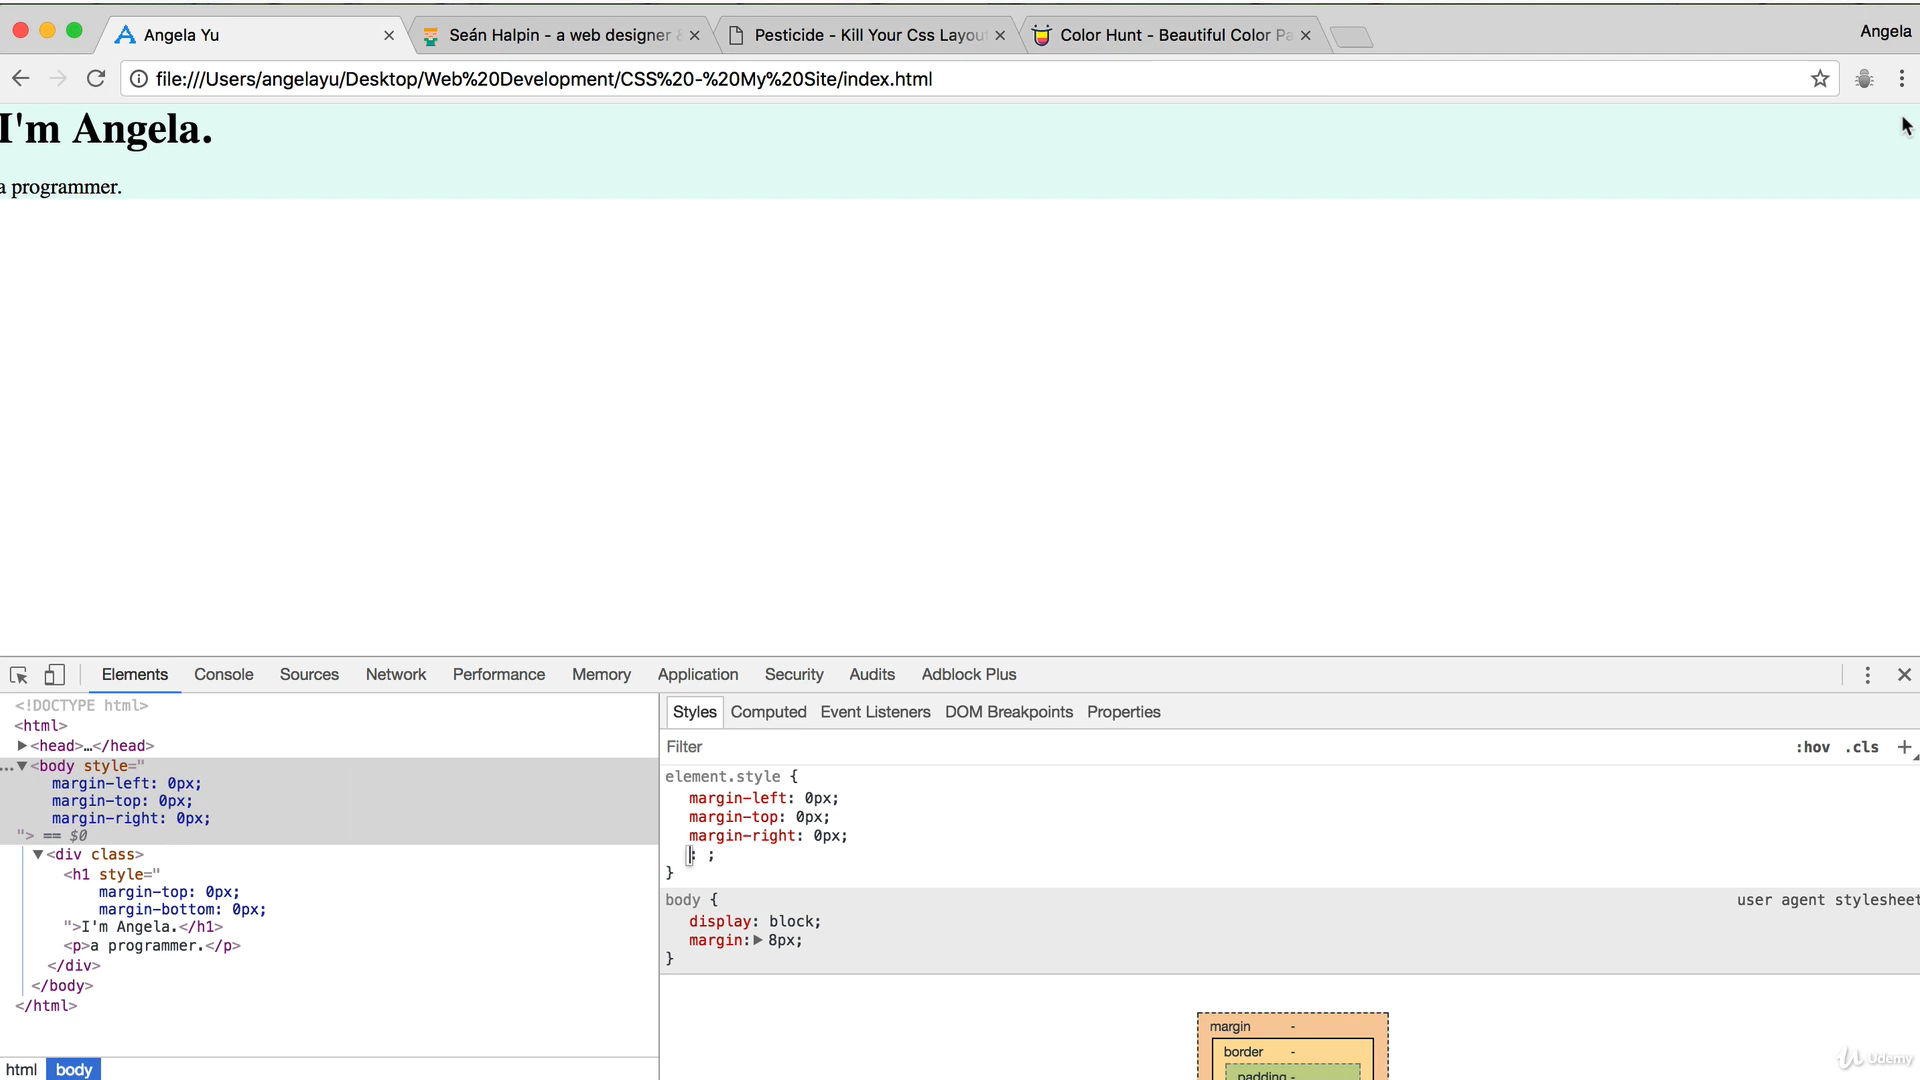 Angela Yu
Seán Halpin - a web designer &
Pesticide - Kill Your Css Layou
Color Hunt - Beautiful Color Pa
Angela
file:///Users/angelayu/Desktop/Web%20Development/CSS%20-%20My%20Site/index.html
I'm Angela.
a programmer.
Elements Console Sources Network Performance Memory Application Security Audits Adblock Plus
<!DOCTYPE html>
<html>
<head>…</head>
…<body style="
margin-left: 0px;
margin-top: 0px;
margin-right: 0px;
"> == $0
<div class>
<h1 style="
margin-top: 0px;
margin-bottom: 0px;
">I'm Angela.</h1>
<p>a programmer.</p>
</div>
</body>
</html>
html body
Styles Computed Event Listeners DOM Breakpoints Properties
Filter :hov .cls +
element.style {
margin-left: 0px;
margin-top: 0px;
margin-right: 0px;
: ;
}
body { user agent stylesheet
display: block;
margin: 8px;
}
margin -
border -
padding -
Udemy